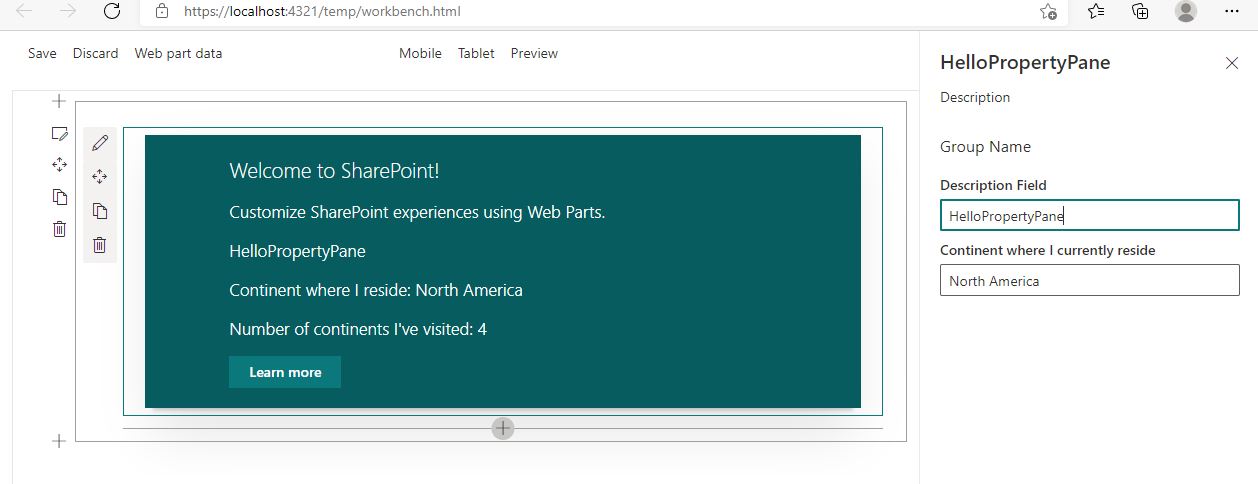 https://localhost:4321/temp/workbench.html
Save Discard Web part data Mobile Tablet Preview
Welcome to SharePoint!
Customize SharePoint experiences using Web Parts.
HelloPropertyPane
Continent where I reside: North America
Number of continents I've visited: 4
Learn more
HelloPropertyPane
Description
Group Name
Description Field
HelloPropertyPane
Continent where I currently reside
North America